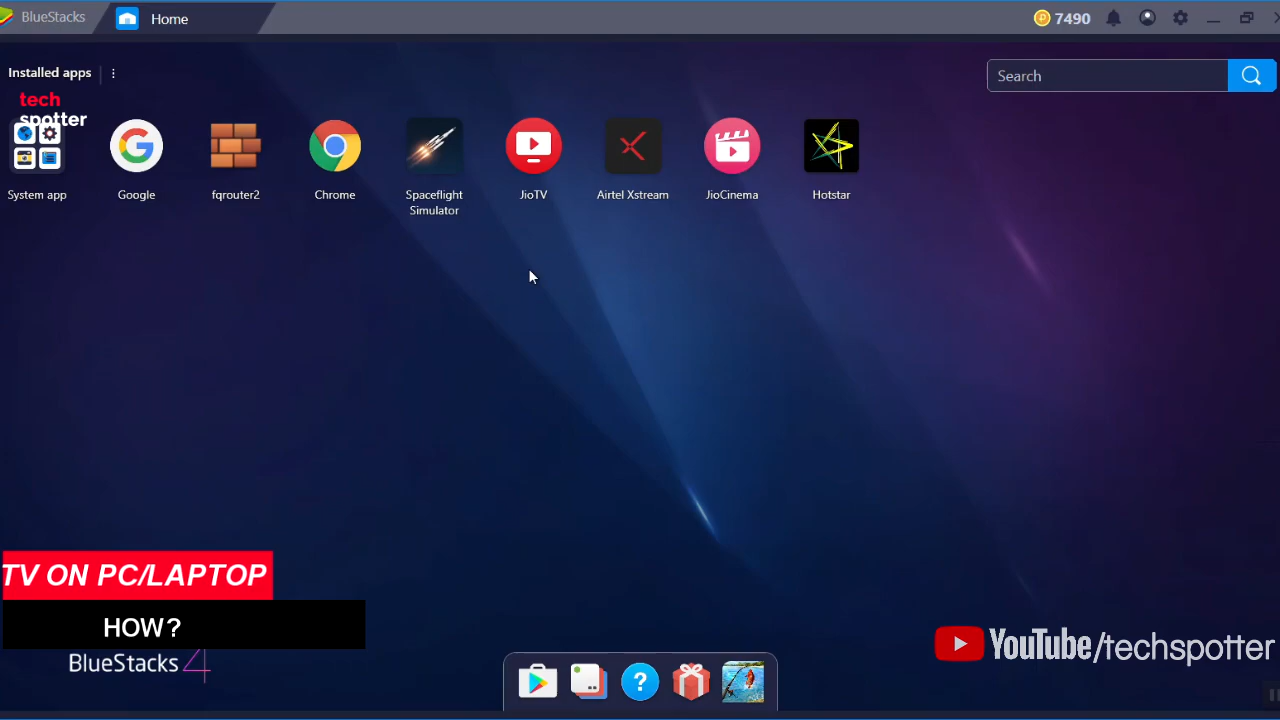 BlueStacks
Home
7490
Installed apps
Search
tech
spotter
System app
Google
fqrouter2
Chrome
Spaceflight
Simulator
JioTV
Airtel Xstream
JioCinema
Hotstar
TV ON PC/LAPTOP
HOW?
BlueStacks 4
YouTube/techspotter